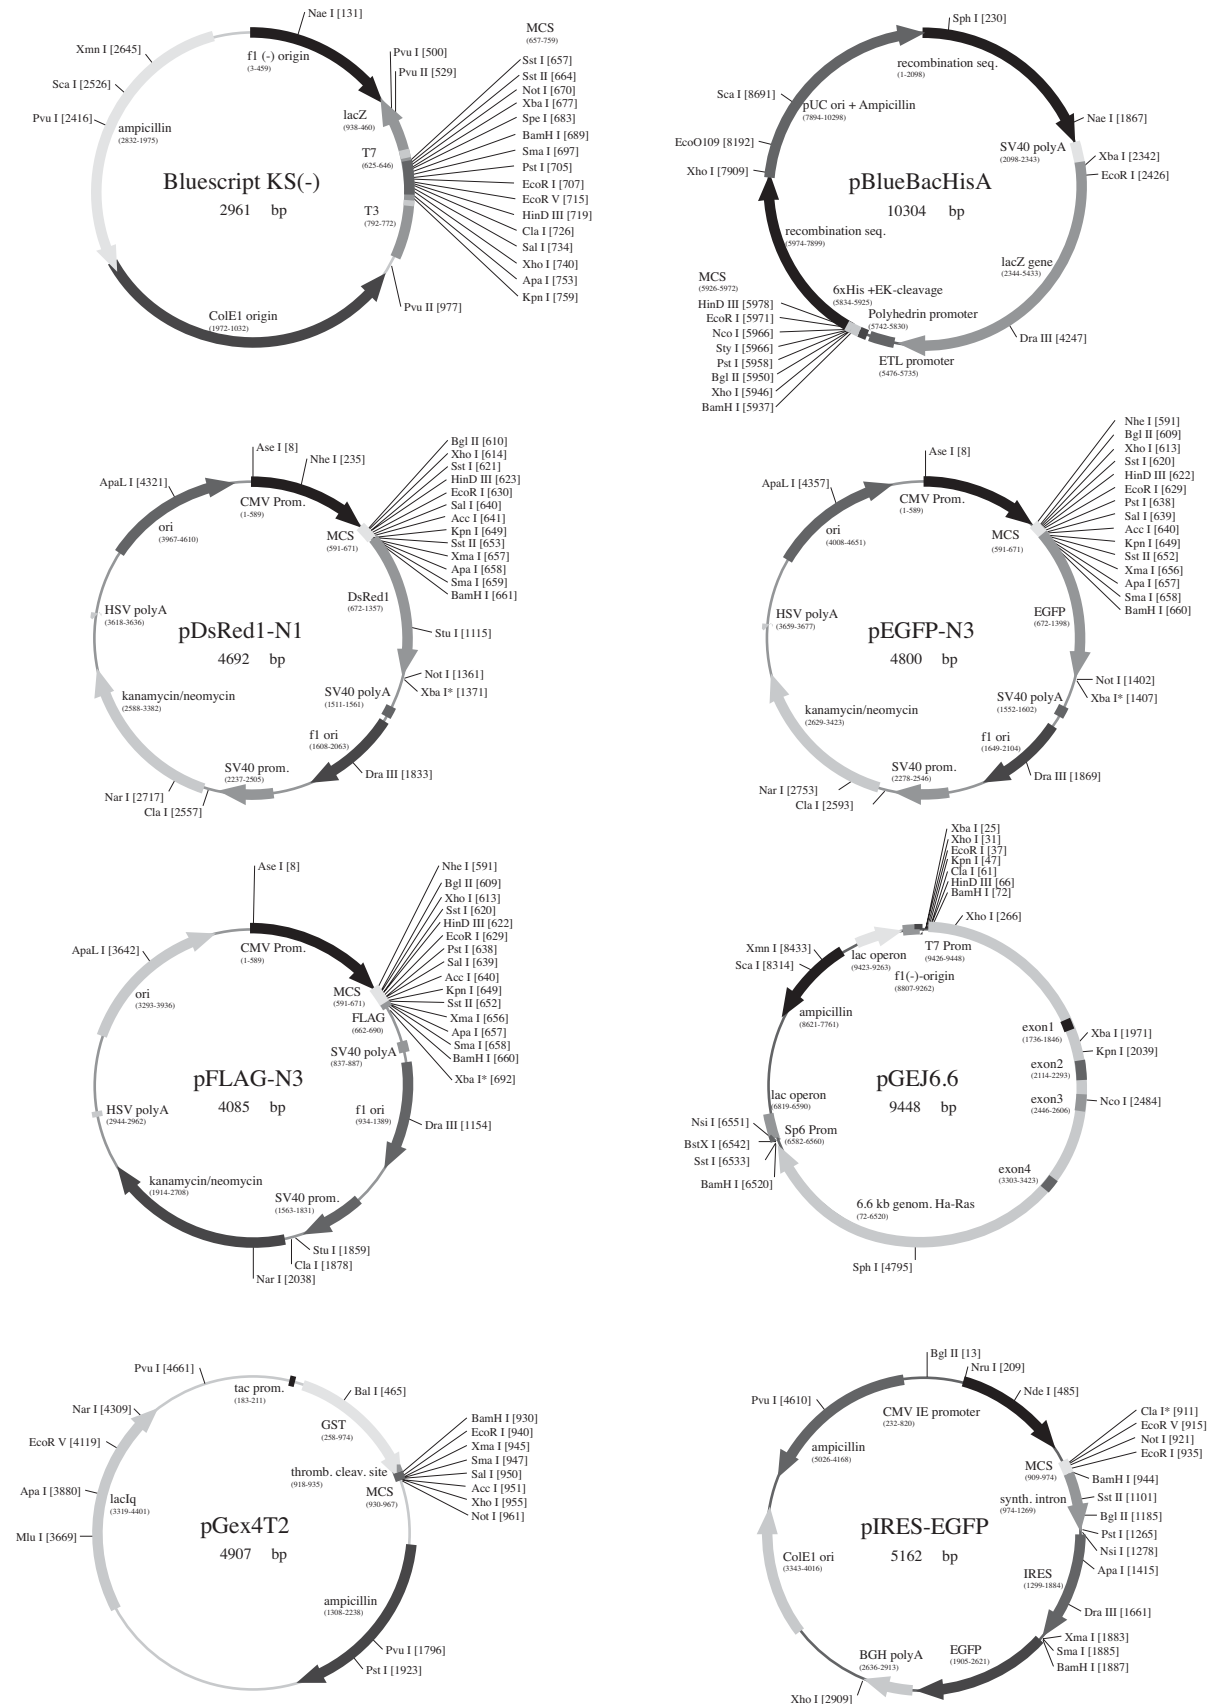 Nae I [131]
Xmn I [2645]
Sca I [2526]
Pvu I [2416]
f1 (-) origin
(3-459)
ampicillin
(2832-1975)
lacZ
(938-460)
T7
(625-646)
T3
(792-772)
Bluescript KS(-)
2961 bp
ColE1 origin
(1972-1032)
Pvu I [500]
Pvu II [529]
MCS
(657-759)
Sst I [657]
Sst II [664]
Not I [670]
Xba I [677]
Spe I [683]
BamH I [689]
Sma I [697]
Pst I [705]
EcoR I [707]
EcoR V [715]
HinD III [719]
Cla I [726]
Sal I [734]
Xho I [740]
Apa I [753]
Kpn I [759]
Pvu II [977]
Sph I [230]
recombination seq.
(1-2098)
Sca I [8691]
pUC ori + Ampicillin
(7894-10298)
Nae I [1867]
EcoO109 [8192]
SV40 polyA
(2098-2343)
Xba I [2342]
Xho I [7909]
EcoR I [2426]
pBlueBacHisA
10304 bp
recombination seq.
(5974-7899)
lacZ gene
(2344-5433)
MCS
(5926-5972)
6xHis +EK-cleavage
(5834-5925)
HinD III [5978]
EcoR I [5971]
Nco I [5966]
Sty I [5966]
Pst I [5958]
Bgl II [5950]
Xho I [5946]
BamH I [5937]
Polyhedrin promoter
(5742-5830)
ETL promoter
(5476-5735)
Dra III [4247]
Ase I [8]
Nhe I [235]
ApaL I [4321]
CMV Prom.
(1-589)
ori
(3967-4610)
MCS
(591-671)
Bgl II [610]
Xho I [614]
Sst I [621]
HinD III [623]
EcoR I [630]
Sal I [640]
Acc I [641]
Kpn I [649]
Sst II [653]
Xma I [657]
Apa I [658]
Sma I [659]
BamH I [661]
DsRed1
(672-1357)
HSV polyA
(3618-3636)
pDsRed1-N1
4692 bp
Stu I [1115]
Not I [1361]
Xba I* [1371]
SV40 polyA
(1511-1561)
kanamycin/neomycin
(2588-3382)
f1 ori
(1608-2063)
SV40 prom.
(2237-2505)
Dra III [1833]
Nar I [2717]
Cla I [2557]
Ase I [8]
ApaL I [4357]
CMV Prom.
(1-589)
ori
(4008-4651)
MCS
(591-671)
Nhe I [591]
Bgl II [609]
Xho I [613]
Sst I [620]
HinD III [622]
EcoR I [629]
Pst I [638]
Sal I [639]
Acc I [640]
Kpn I [649]
Sst II [652]
Xma I [656]
Apa I [657]
Sma I [658]
BamH I [660]
EGFP
(672-1398)
HSV polyA
(3659-3677)
pEGFP-N3
4800 bp
Not I [1402]
Xba I* [1407]
SV40 polyA
(1552-1602)
kanamycin/neomycin
(2629-3423)
f1 ori
(1649-2104)
SV40 prom.
(2278-2546)
Dra III [1869]
Nar I [2753]
Cla I [2593]
Ase I [8]
ApaL I [3642]
CMV Prom.
(1-589)
ori
(3293-3936)
MCS
(591-671)
FLAG
(662-690)
SV40 polyA
(837-887)
Nhe I [591]
Bgl II [609]
Xho I [613]
Sst I [620]
HinD III [622]
EcoR I [629]
Pst I [638]
Sal I [639]
Acc I [640]
Kpn I [649]
Sst II [652]
Xma I [656]
Apa I [657]
Sma I [658]
BamH I [660]
Xba I* [692]
pFLAG-N3
4085 bp
HSV polyA
(2944-2962)
f1 ori
(934-1389)
Dra III [1154]
kanamycin/neomycin
(1914-2708)
SV40 prom.
(1563-1831)
Stu I [1859]
Cla I [1878]
Nar I [2038]
Xba I [25]
Xho I [31]
EcoR I [37]
Kpn I [47]
Cla I [61]
HinD III [66]
BamH I [72]
Xho I [266]
Xmn I [8433]
Sca I [8314]
lac operon
(9423-9263)
T7 Prom
(9426-9448)
f1(-)-origin
(8807-9262)
ampicillin
(8621-7761)
exon1
(1736-1846)
Xba I [1971]
Kpn I [2039]
exon2
(2114-2293)
exon3
(2446-2606)
Nco I [2484]
pGEJ6.6
9448 bp
lac operon
(6819-6590)
Nsi I [6551]
BstX I [6542]
Sst I [6533]
BamH I [6520]
Sp6 Prom
(6582-6560)
exon4
(3303-3423)
6.6 kb genom. Ha-Ras
(72-6520)
Sph I [4795]
Pvu I [4661]
tac prom.
(183-211)
Bal I [465]
Nar I [4309]
GST
(258-974)
EcoR V [4119]
thromb. cleav. site
(918-935)
MCS
(930-967)
BamH I [930]
EcoR I [940]
Xma I [945]
Sma I [947]
Sal I [950]
Acc I [951]
Xho I [955]
Not I [961]
Apa I [3880]
lacIq
(3319-4401)
Mlu I [3669]
pGex4T2
4907 bp
ampicillin
(1308-2238)
Pvu I [1796]
Pst I [1923]
Bgl II [13]
Nru I [209]
Nde I [485]
Pvu I [4610]
CMV IE promoter
(232-820)
ampicillin
(5026-4168)
Cla I* [911]
EcoR V [915]
Not I [921]
EcoR I [935]
MCS
(909-974)
BamH I [944]
synth. intron
(974-1269)
Sst II [1101]
Bgl II [1185]
Pst I [1265]
Nsi I [1278]
Apa I [1415]
pIRES-EGFP
5162 bp
ColE1 ori
(3343-4016)
IRES
(1299-1884)
Dra III [1661]
Xma I [1883]
Sma I [1885]
BamH I [1887]
EGFP
(1905-2621)
BGH polyA
(2636-2913)
Xho I [2909]